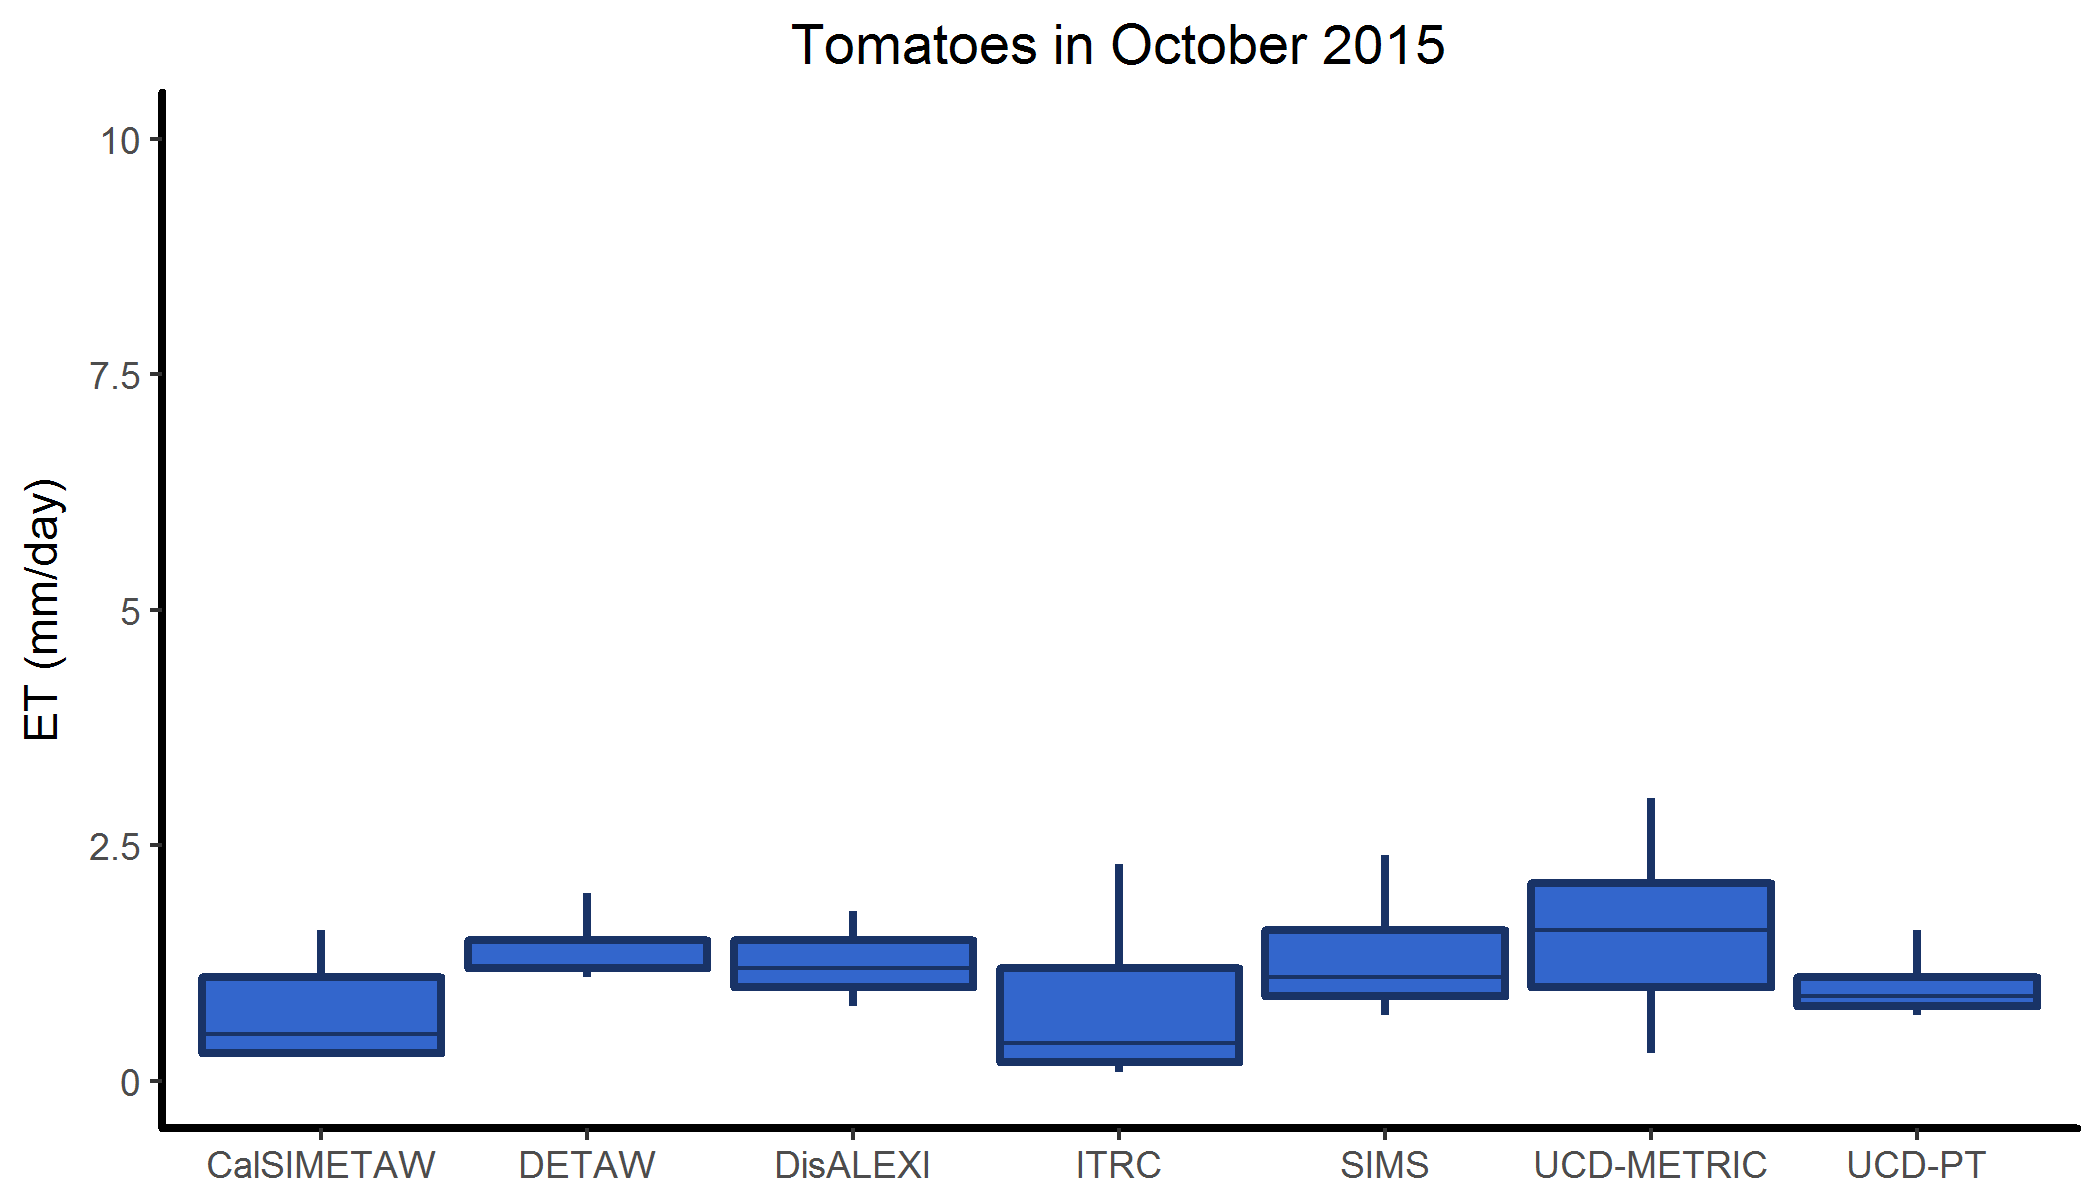 Tomatoes in October 2015
ET (mm/day)
10
7.5
5
2.5
0
CalSIMETAW DETAW DisALEXI ITRC SIMS UCD-METRIC UCD-PT